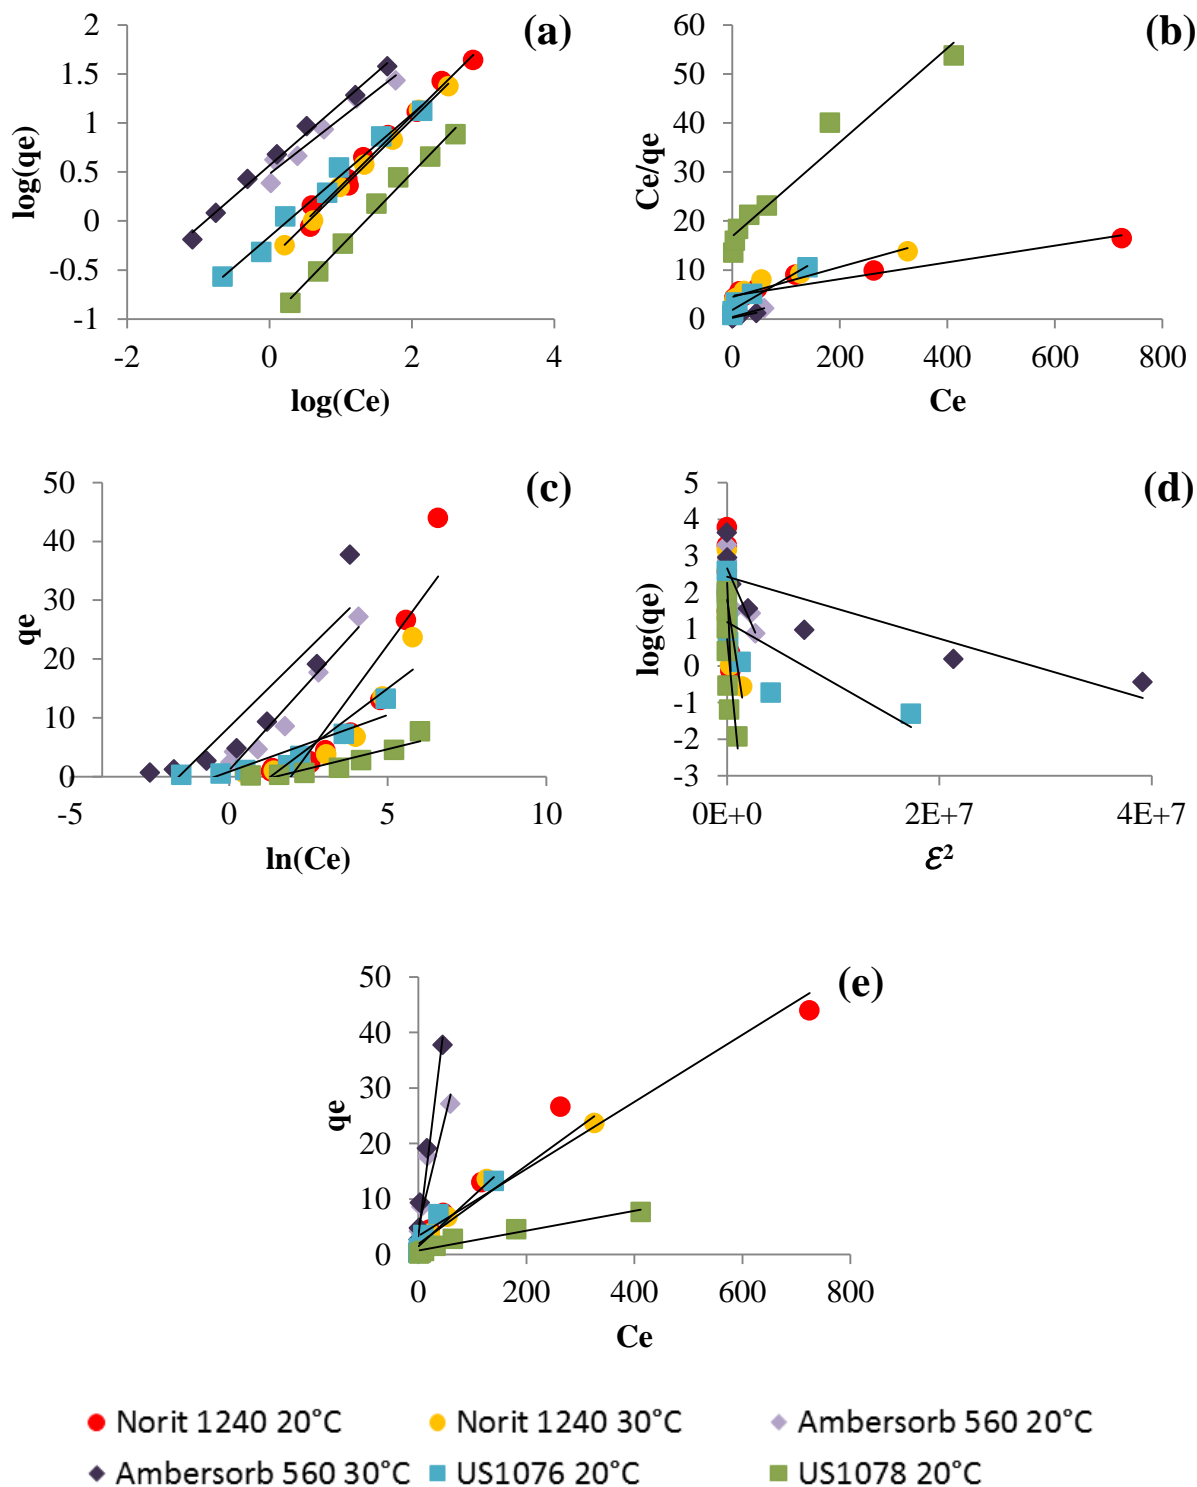 (a)
2
1.5
1
0.5
0
-0.5
-1
-2 0 2 4
log(qe)
log(Ce)
(b)
60
50
40
30
20
10
0
0 200 400 600 800
Ce/qe
Ce
(c)
50
40
30
20
10
0
-5 0 5 10
qe
ln(Ce)
(d)
5
4
3
2
1
0
-1
-2
-3
0E+0 2E+7 4E+7
log(qe)
Ɛ²
(e)
50
40
30
20
10
0
0 200 400 600 800
qe
Ce
Norit 1240 20°C Norit 1240 30°C Ambersorb 560 20°C
Ambersorb 560 30°C US1076 20°C US1078 20°C